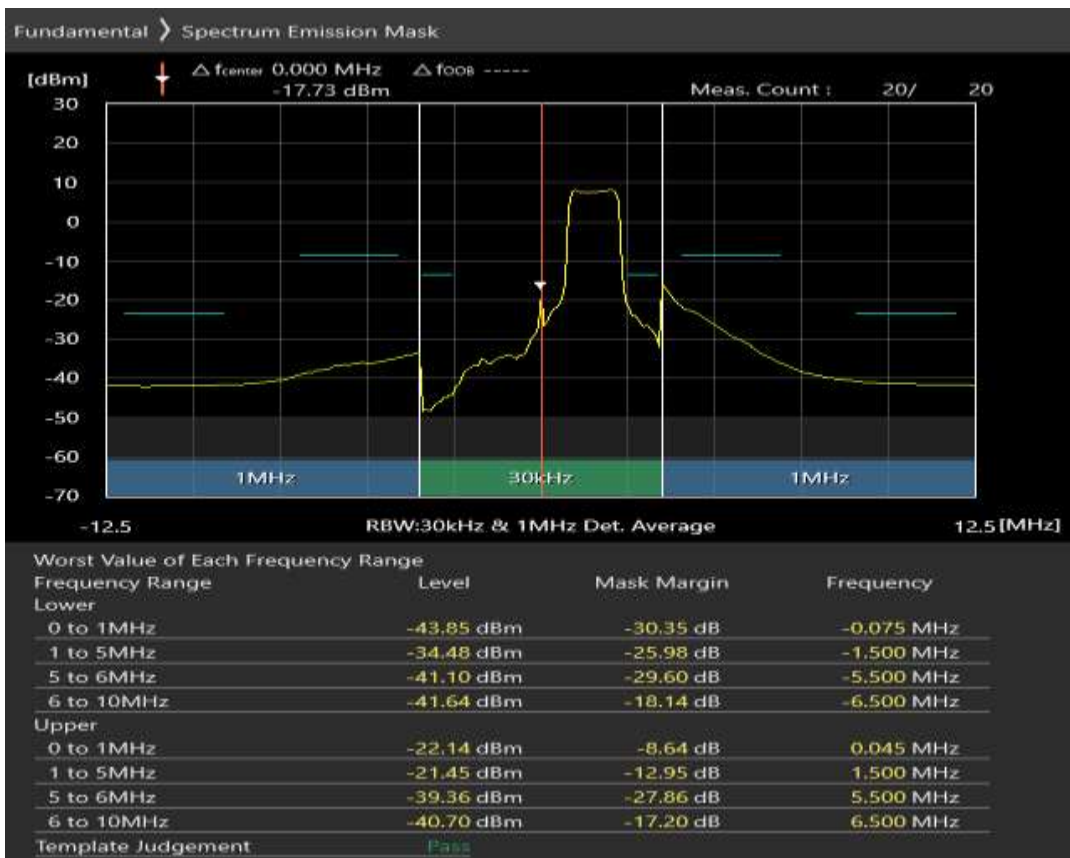 Fundamental ❯ Spectrum Emission Mask
[dBm] △ fcenter 0.000 MHz △ fOOB -----
-17.73 dBm Meas. Count : 20/ 20
30
20
10
0
-10
-20
-30
-40
-50
-60
1MHz 30kHz 1MHz
-70
-12.5 RBW:30kHz & 1MHz Det. Average 12.5 [MHz]
Worst Value of Each Frequency Range
Frequency Range Level Mask Margin Frequency
Lower
0 to 1MHz -43.85 dBm -30.35 dB -0.075 MHz
1 to 5MHz -34.48 dBm -25.98 dB -1.500 MHz
5 to 6MHz -41.10 dBm -29.60 dB -5.500 MHz
6 to 10MHz -41.64 dBm -18.14 dB -6.500 MHz
Upper
0 to 1MHz -22.14 dBm -8.64 dB 0.045 MHz
1 to 5MHz -21.45 dBm -12.95 dB 1.500 MHz
5 to 6MHz -39.36 dBm -27.86 dB 5.500 MHz
6 to 10MHz -40.70 dBm -17.20 dB 6.500 MHz
Template Judgement Pass